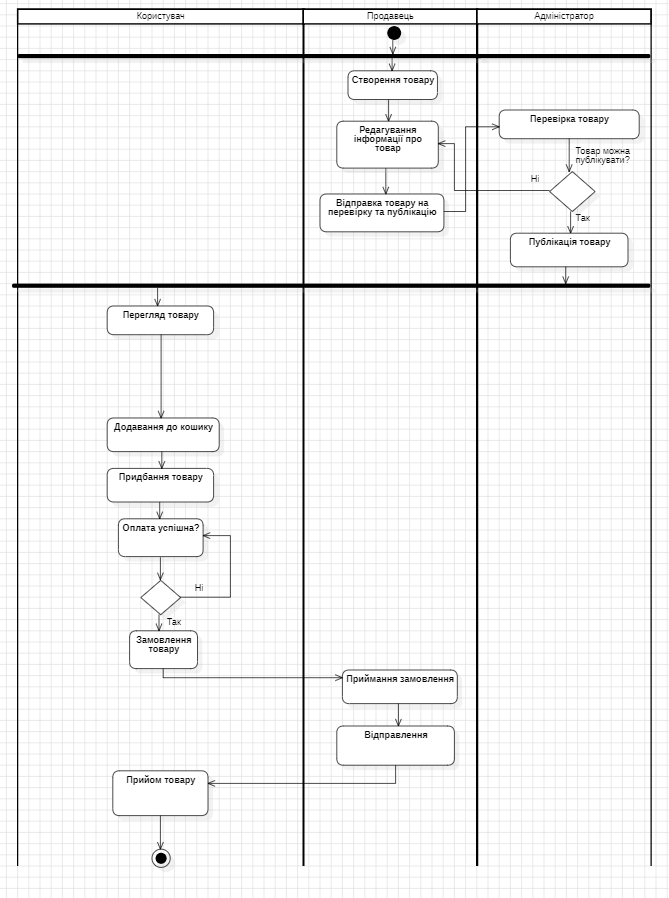 Користувач
Продавець
Адміністратор
Створення товару
Редагування
інформації про
товар
Відправка товару на
перевірку та публікацію
Перевірка товару
Товар можна
публікувати?
Ні
Так
Публікація товару
Перегляд товару
Додавання до кошику
Придбання товару
Оплата успішна?
Ні
Так
Замовлення
товару
Приймання замовлення
Відправлення
Прийом товару